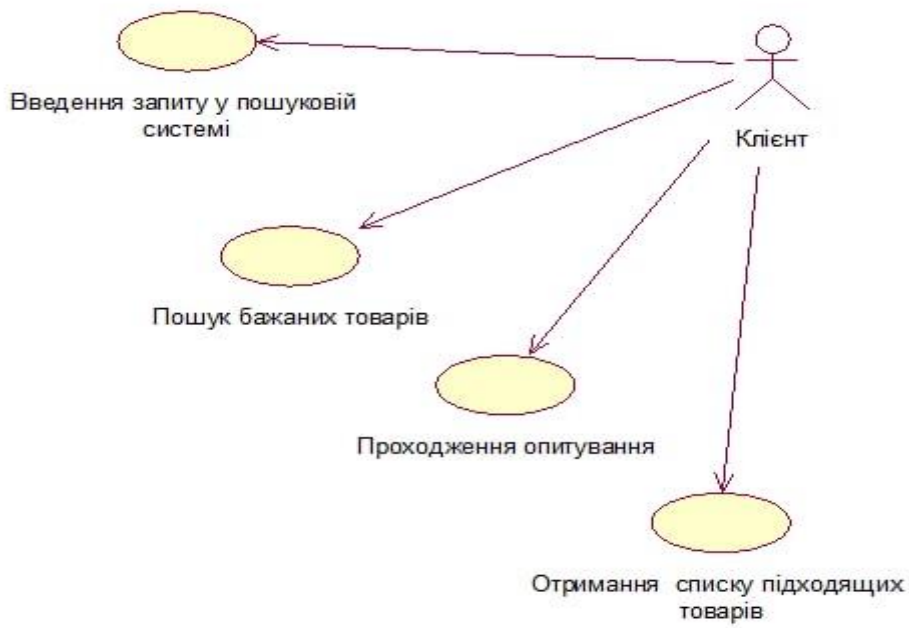 Введення запиту у пошуковій
системі
Клієнт
Пошук бажаних товарів
Проходження опитування
Отримання списку підходящих
товарів